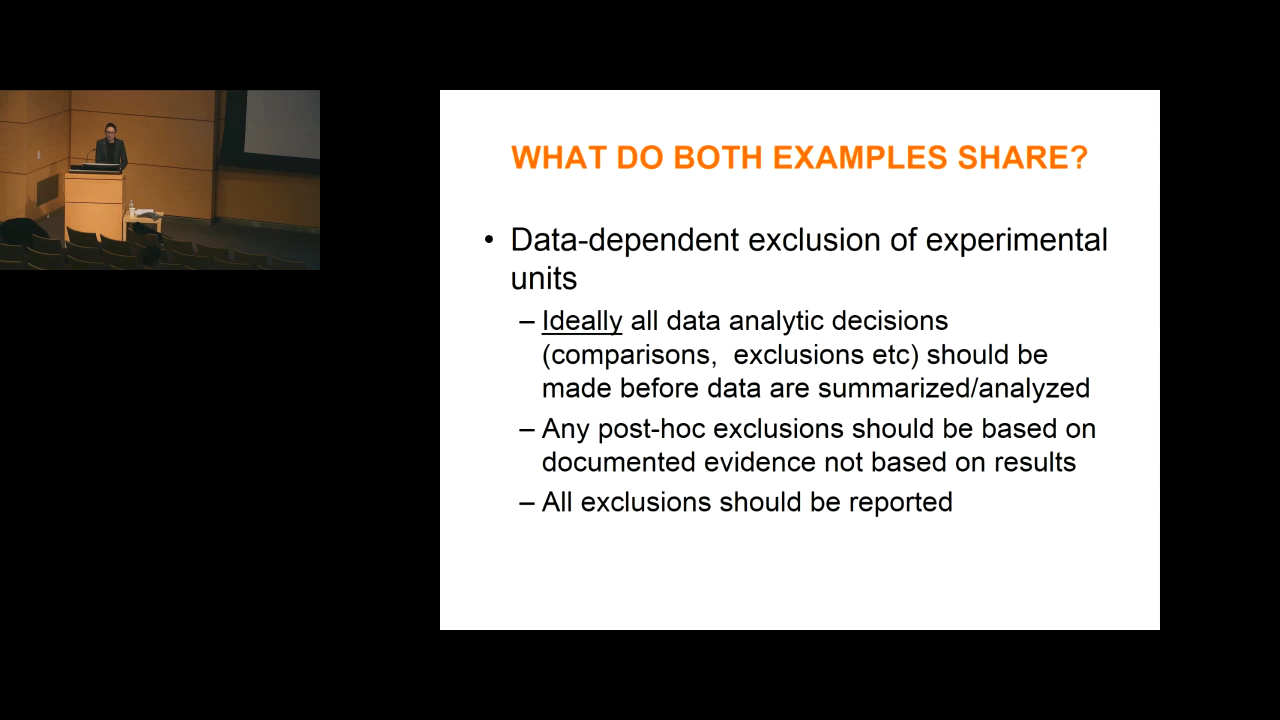 WHAT DO BOTH EXAMPLES SHARE?
• Data-dependent exclusion of experimental
units
– Ideally all data analytic decisions
(comparisons,  exclusions etc) should be
made before data are summarized/analyzed
– Any post-hoc exclusions should be based on
documented evidence not based on results
– All exclusions should be reported